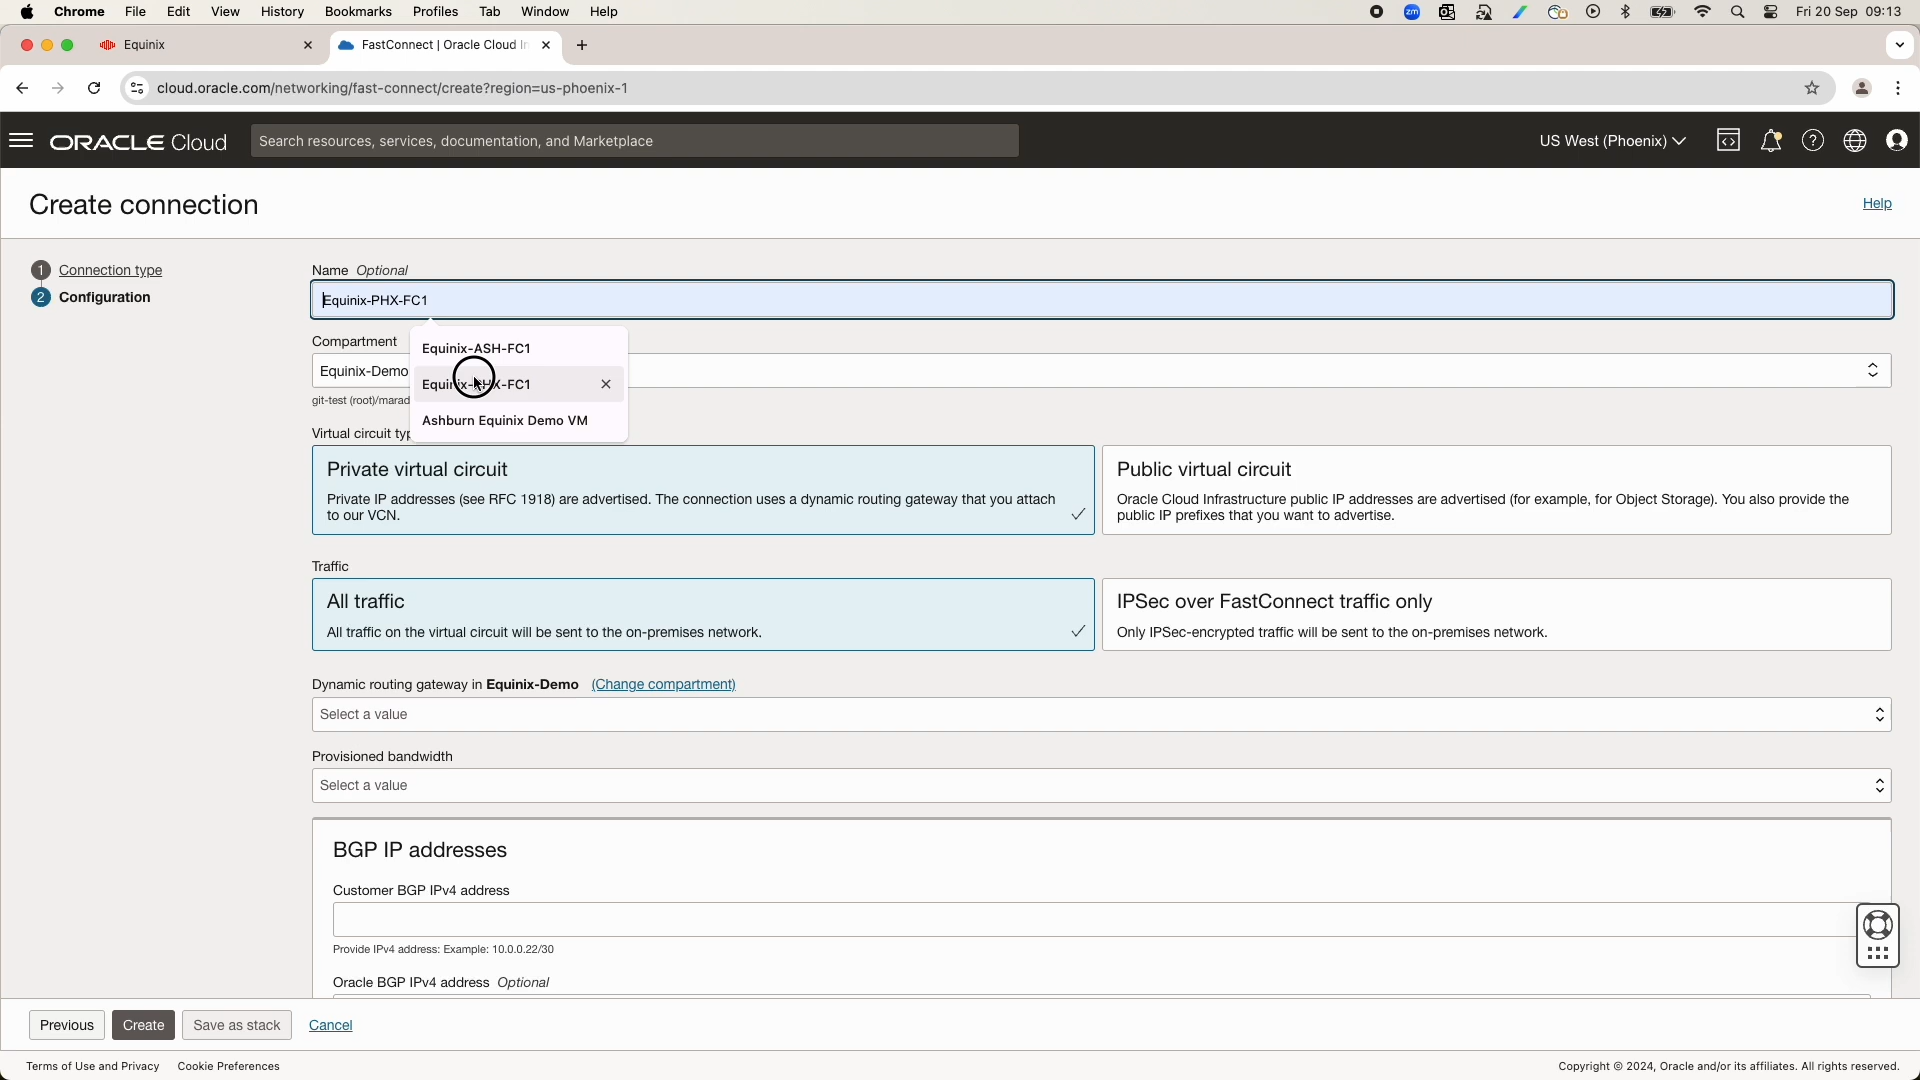 Chrome File Edit View History Bookmarks Profiles Tab Window Help
zm Fri 20 Sep 09:13
Equinix
FastConnect | Oracle Cloud In
cloud.oracle.com/networking/fast-connect/create?region=us-phoenix-1
ORACLE Cloud
Search resources, services, documentation, and Marketplace
US West (Phoenix)
Create connection
Help
1 Connection type
2 Configuration
Name Optional
Equinix-PHX-FC1
Compartment
Equinix-Demo
git-test (root)/marad
Equinix-ASH-FC1
Equinix-PHX-FC1
Ashburn Equinix Demo VM
Virtual circuit typ
Private virtual circuit
Private IP addresses (see RFC 1918) are advertised. The connection uses a dynamic routing gateway that you attach
to our VCN.
Public virtual circuit
Oracle Cloud Infrastructure public IP addresses are advertised (for example, for Object Storage). You also provide the
public IP prefixes that you want to advertise.
Traffic
All traffic
All traffic on the virtual circuit will be sent to the on-premises network.
IPSec over FastConnect traffic only
Only IPSec-encrypted traffic will be sent to the on-premises network.
Dynamic routing gateway in Equinix-Demo (Change compartment)
Select a value
Provisioned bandwidth
Select a value
BGP IP addresses
Customer BGP IPv4 address
Provide IPv4 address: Example: 10.0.0.22/30
Oracle BGP IPv4 address Optional
Previous Create Save as stack Cancel
Terms of Use and Privacy Cookie Preferences
Copyright © 2024, Oracle and/or its affiliates. All rights reserved.